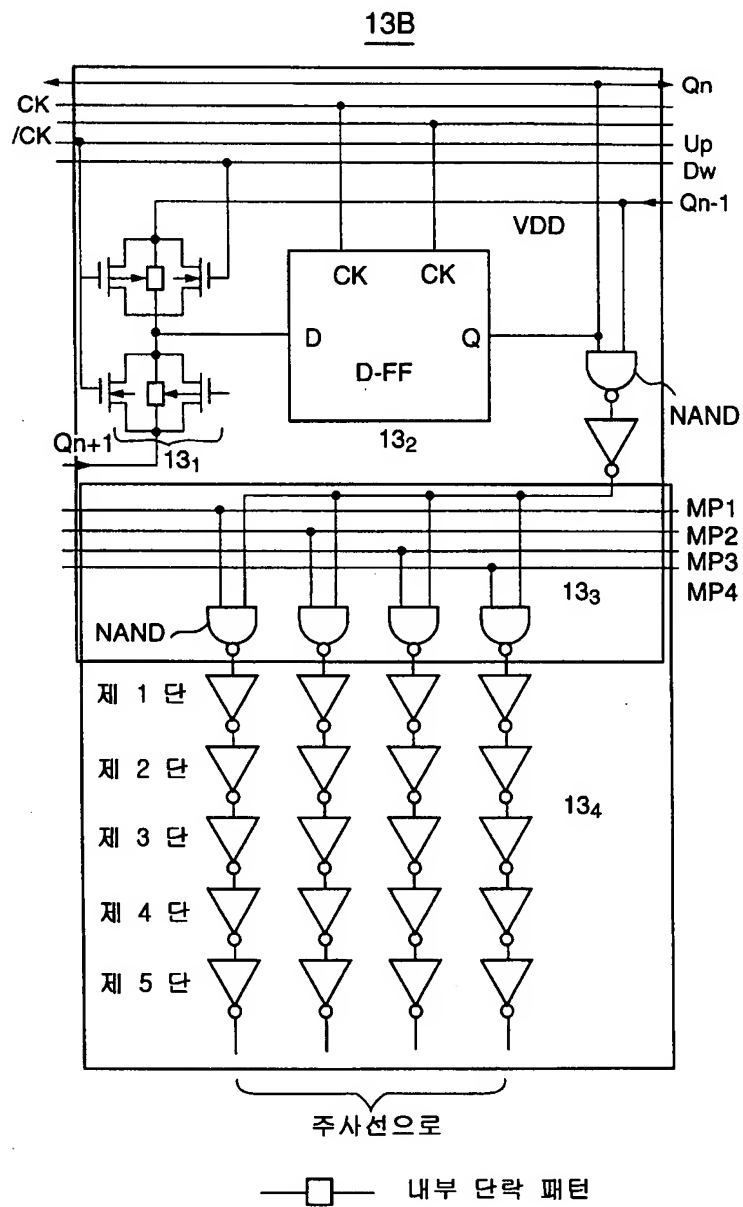 13B
Qn
CK
/CK
Up
Dw
Qn-1
VDD
CK CK
D Q
D-FF
NAND
Qn+1
13₁
13₂
MP1
MP2
MP3
13₃
MP4
NAND
제 1 단
제 2 단
13₄
제 3 단
제 4 단
제 5 단
주사선으로
내부 단락 패턴